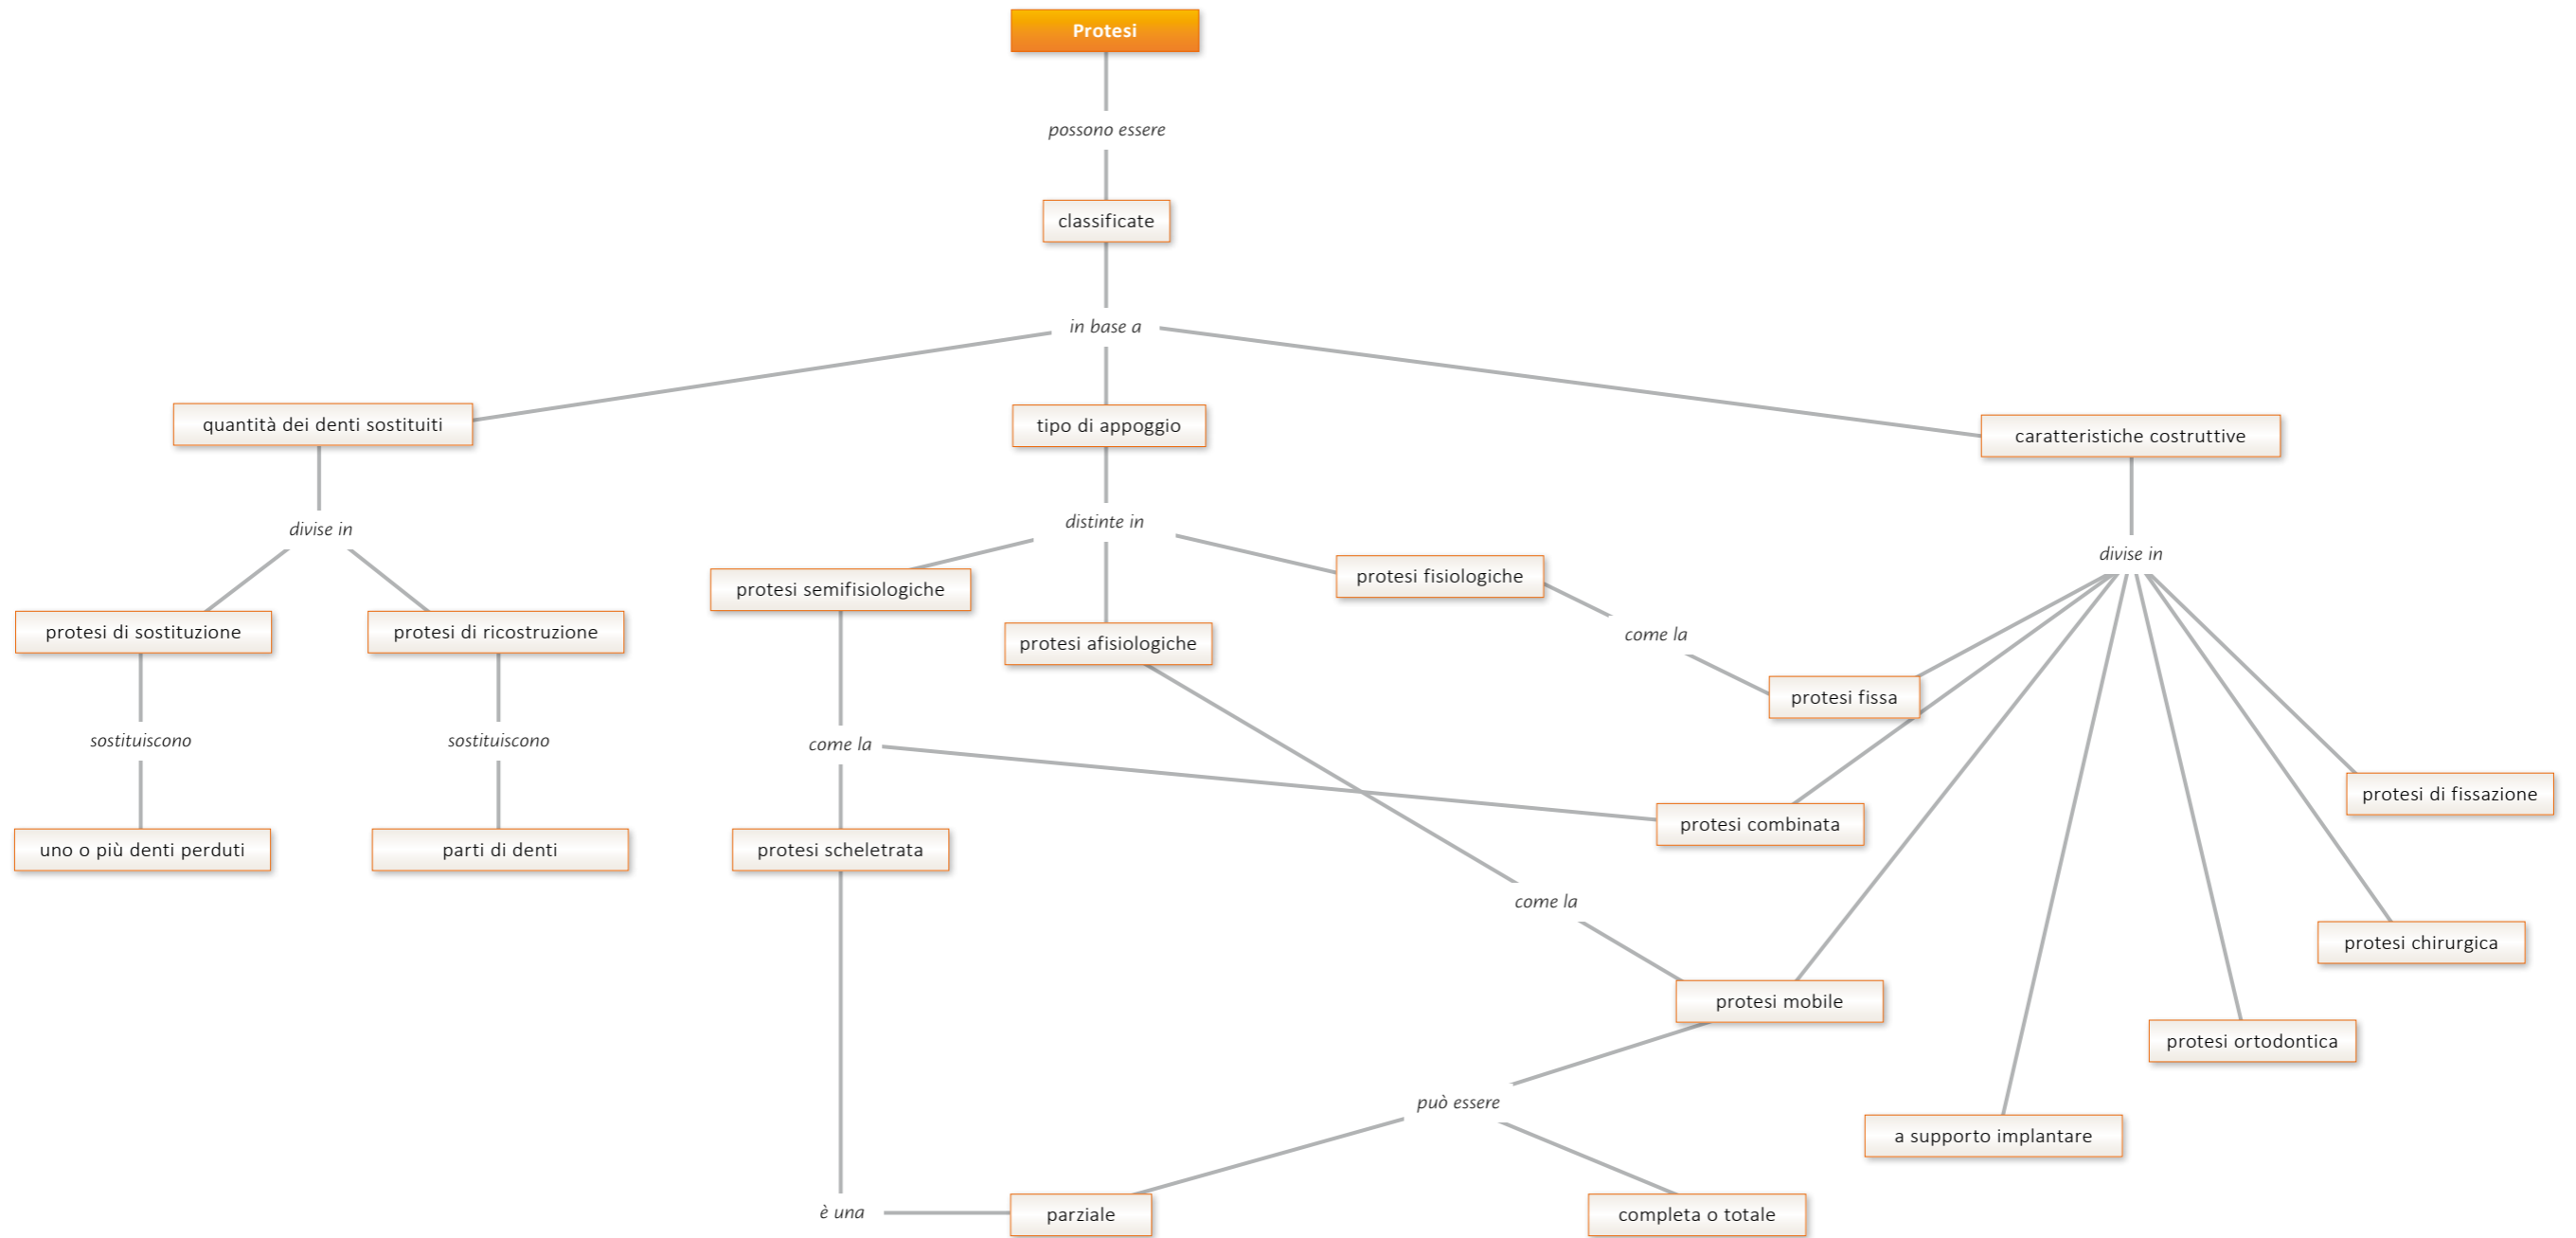 Protesi
possono essere
classificate
in base a
quantità dei denti sostituiti
tipo di appoggio
caratteristiche costruttive
divise in
distinte in
divise in
protesi semifisiologiche
protesi fisiologiche
protesi di sostituzione
protesi di ricostruzione
protesi afisiologiche
come la
protesi fissa
sostituiscono
sostituiscono
come la
protesi di fissazione
protesi combinata
uno o più denti perduti
parti di denti
protesi scheletrata
come la
protesi chirurgica
protesi mobile
protesi ortodontica
può essere
a supporto implantare
è una
parziale
completa o totale